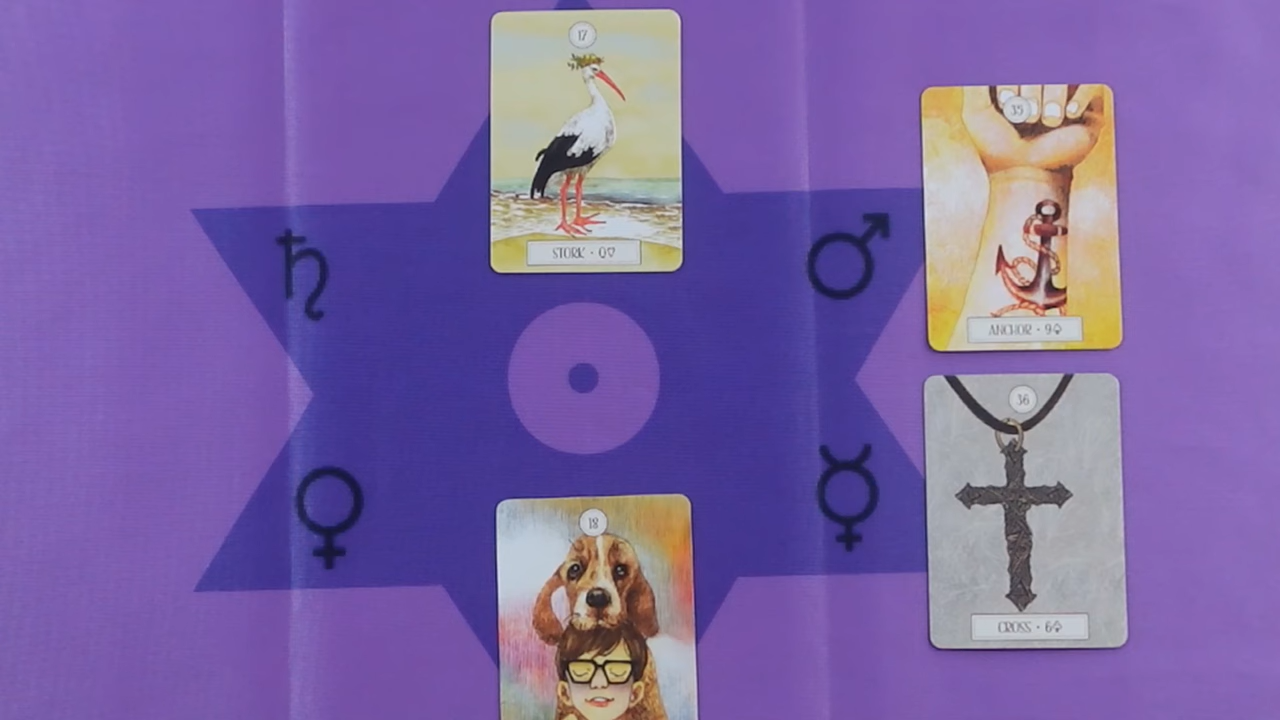 17
STORK · Q♡
35
ANCHOR · 9♤
36
CROSS · 6♤
18